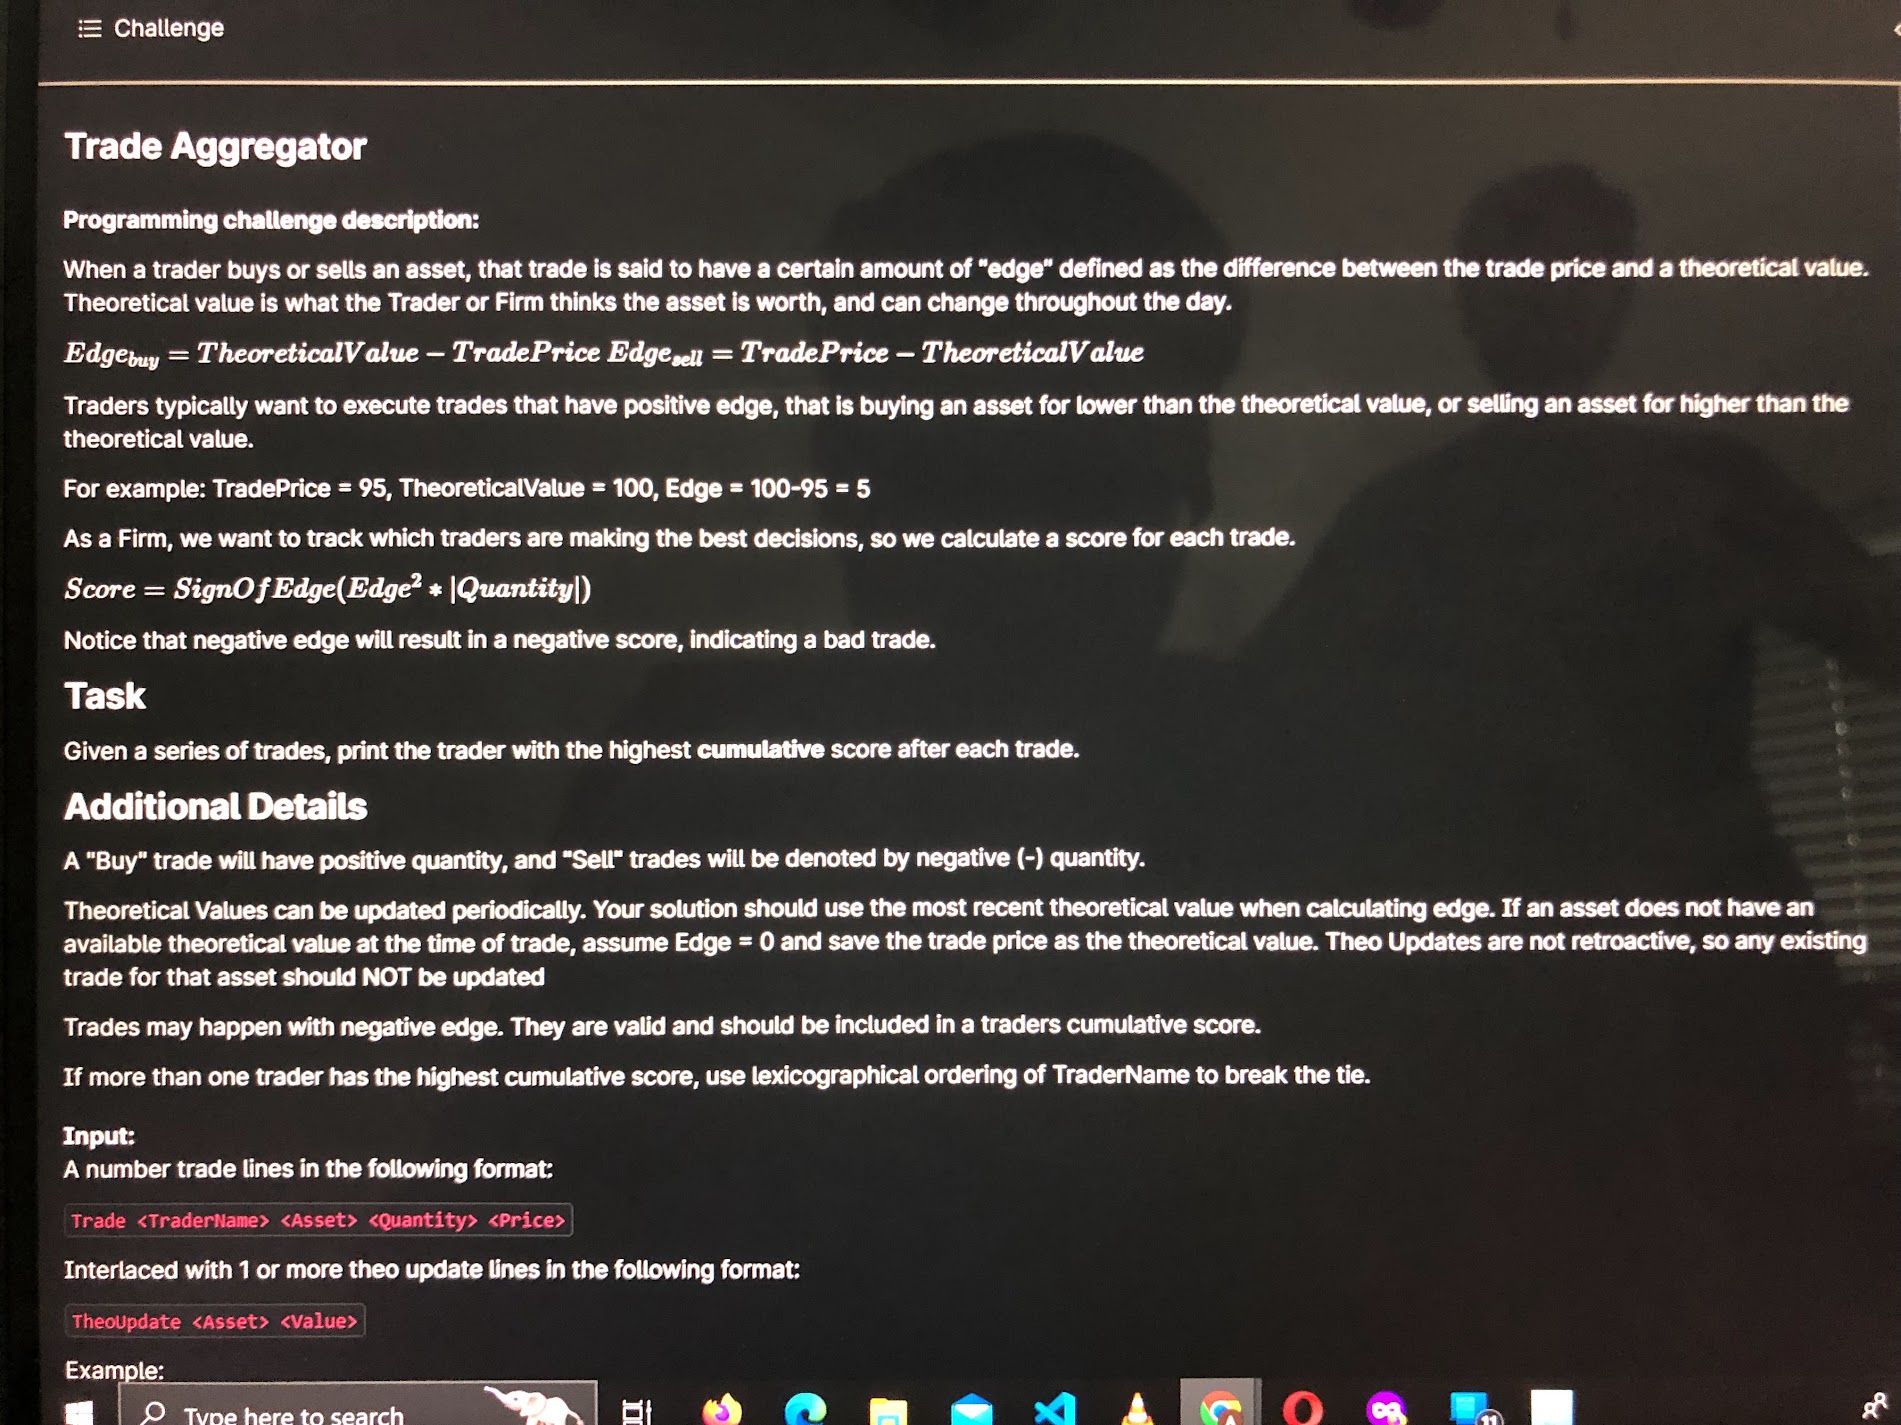 Challenge
Trade Aggregator
Programming challenge description:
When a trader buys or sells an asset, that trade is said to have a certain amount of "edge" defined as the difference between the trade price and a theoretical value.
Theoretical value is what the Trader or Firm thinks the asset is worth, and can change throughout the day.
Edge_buy = TheoreticalValue − TradePrice Edge_sell = TradePrice − TheoreticalValue
Traders typically want to execute trades that have positive edge, that is buying an asset for lower than the theoretical value, or selling an asset for higher than the
theoretical value.
For example: TradePrice = 95, TheoreticalValue = 100, Edge = 100-95 = 5
As a Firm, we want to track which traders are making the best decisions, so we calculate a score for each trade.
Score = SignOfEdge(Edge² * |Quantity|)
Notice that negative edge will result in a negative score, indicating a bad trade.
Task
Given a series of trades, print the trader with the highest cumulative score after each trade.
Additional Details
A "Buy" trade will have positive quantity, and "Sell" trades will be denoted by negative (-) quantity.
Theoretical Values can be updated periodically. Your solution should use the most recent theoretical value when calculating edge. If an asset does not have an
available theoretical value at the time of trade, assume Edge = 0 and save the trade price as the theoretical value. Theo Updates are not retroactive, so any existing
trade for that asset should NOT be updated
Trades may happen with negative edge. They are valid and should be included in a traders cumulative score.
If more than one trader has the highest cumulative score, use lexicographical ordering of TraderName to break the tie.
Input:
A number trade lines in the following format:
Trade <TraderName> <Asset> <Quantity> <Price>
Interlaced with 1 or more theo update lines in the following format:
TheoUpdate <Asset> <Value>
Example:
Type here to search
11